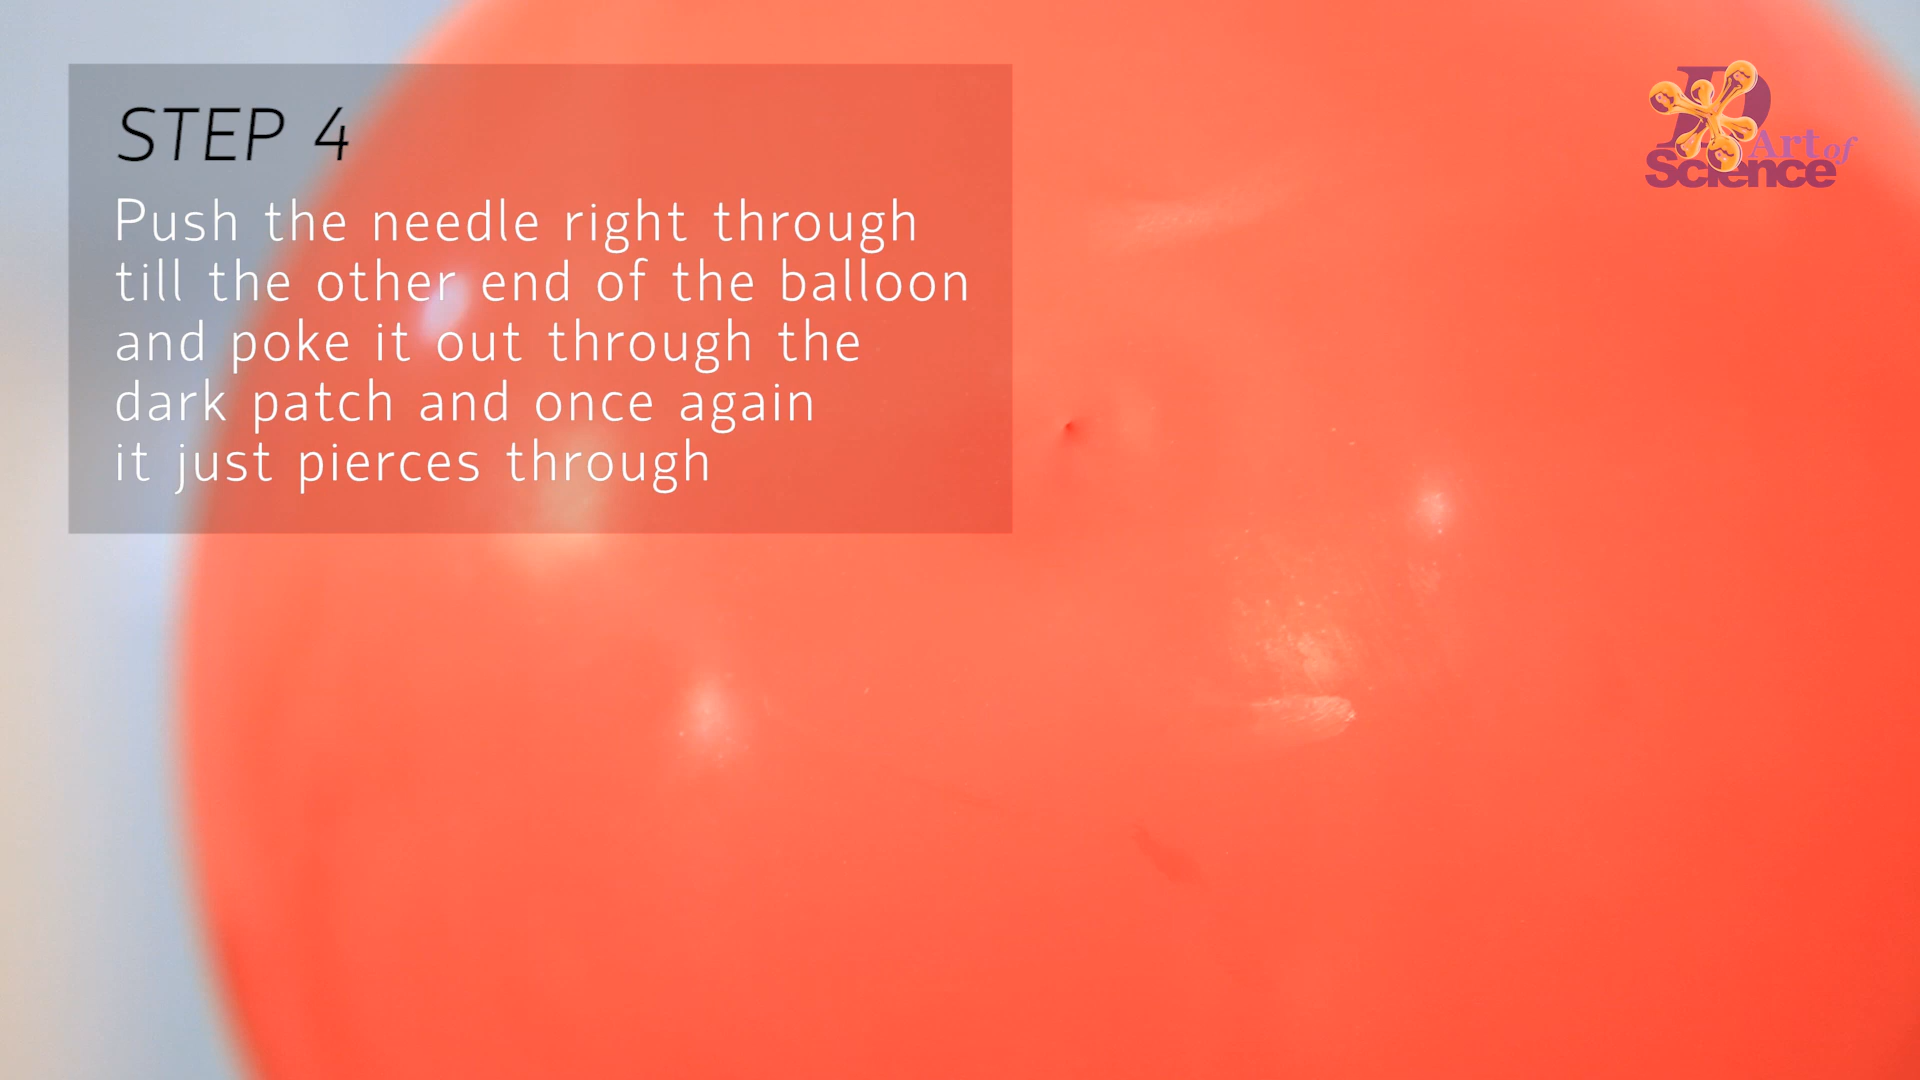 STEP 4
Push the needle right through
till the other end of the balloon
and poke it out through the
dark patch and once again
it just pierces through
D
Art of
Science